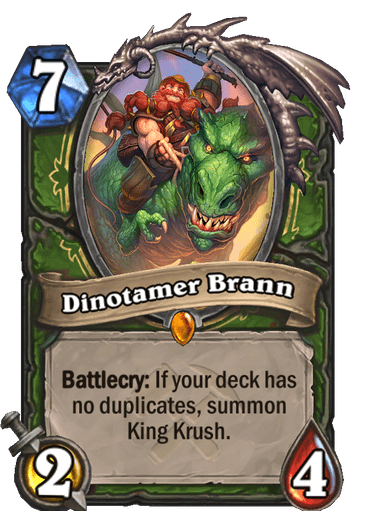 7
Dinotamer Brann
Battlecry: If your deck has
no duplicates, summon
King Krush.
2
4